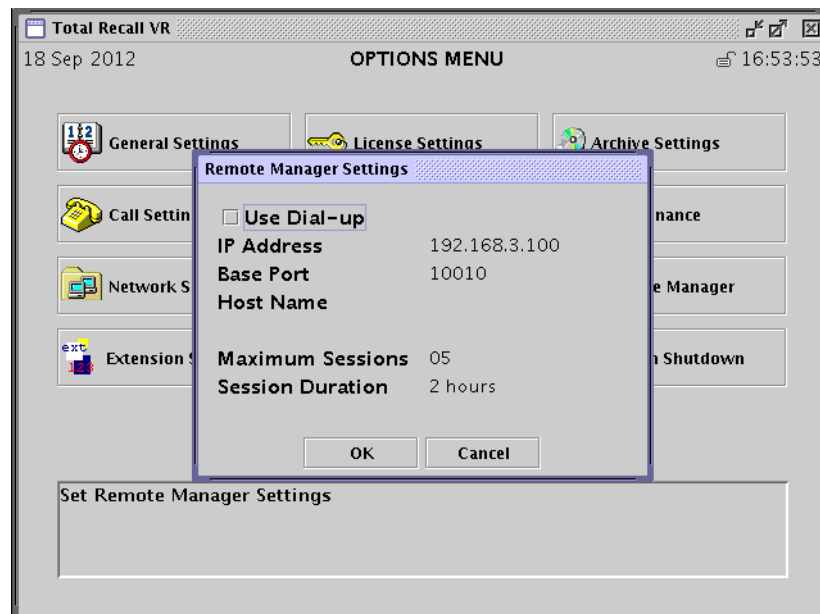 Total Recall VR
18 Sep 2012 OPTIONS MENU 16:53:53
General Settings License Settings Archive Settings
Remote Manager Settings
Call Settin nance
Use Dial-up
IP Address 192.168.3.100
Base Port 10010
Network S e Manager
Host Name
ext
123
Extension Shutdown
Maximum Sessions 05
Session Duration 2 hours
OK Cancel
Set Remote Manager Settings